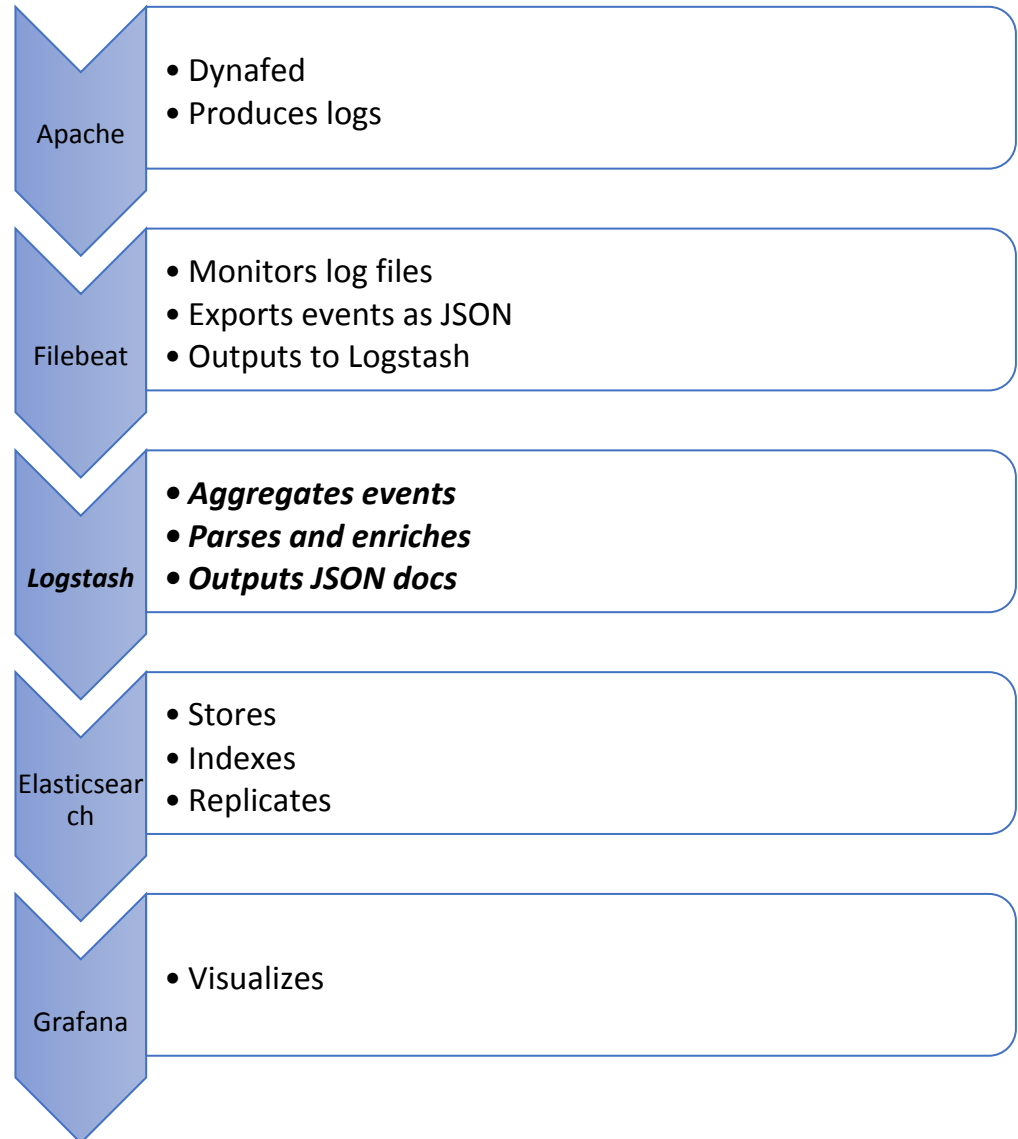 Apache
• Dynafed
• Produces logs
Filebeat
• Monitors log files
• Exports events as JSON
• Outputs to Logstash
Logstash
• Aggregates events
• Parses and enriches
• Outputs JSON docs
Elasticsear
ch
• Stores
• Indexes
• Replicates
Grafana
• Visualizes